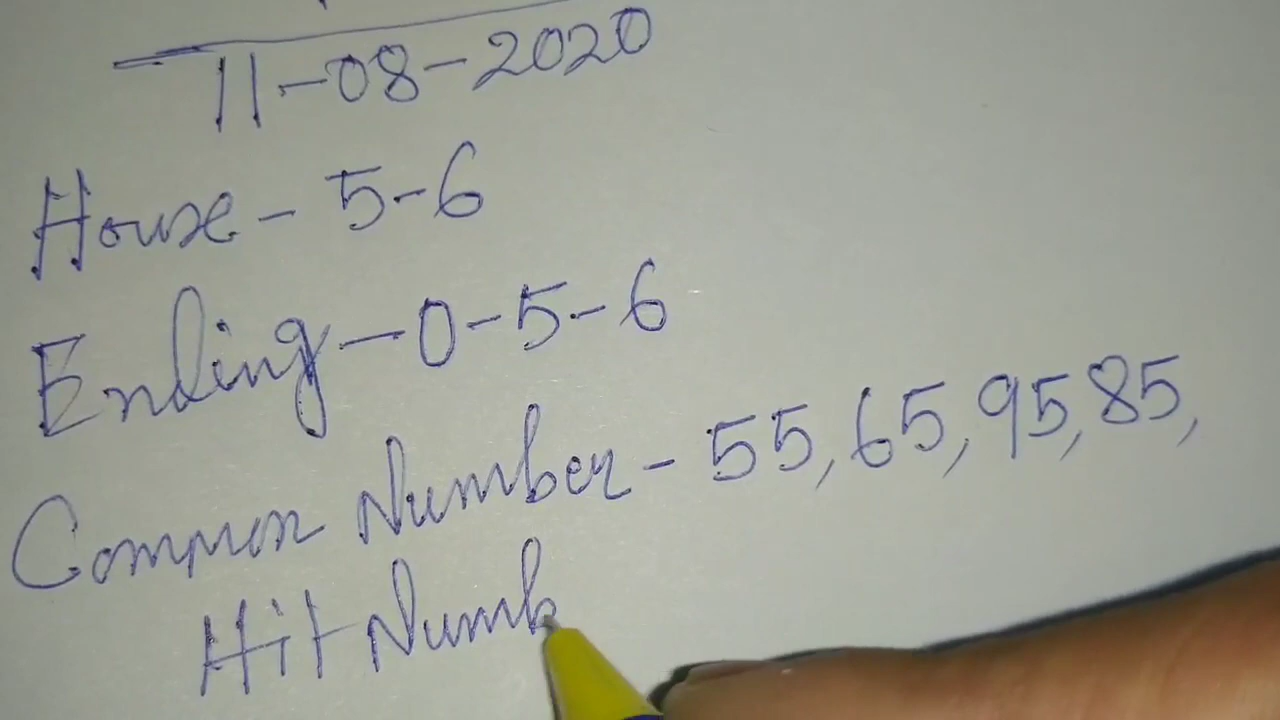 11-08-2020
House - 5-6
Ending - 0-5-6
Common Number - 55, 65, 95, 85,
Hit Numb